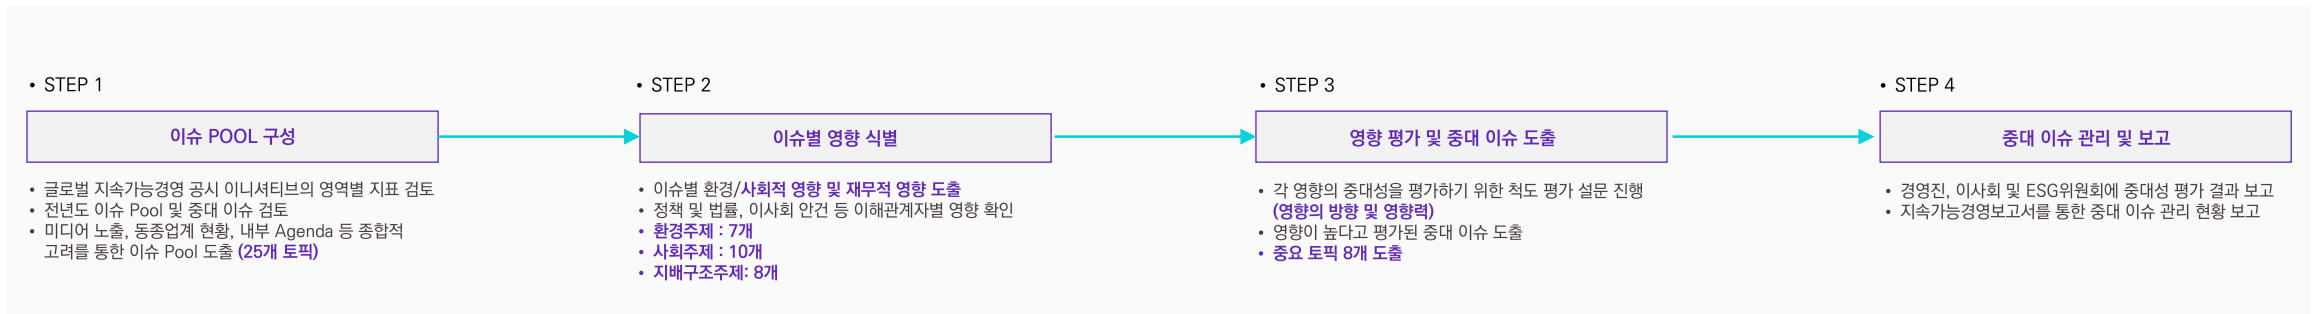 • STEP 1
이슈 POOL 구성
• 글로벌 지속가능경영 공시 이니셔티브의 영역별 지표 검토
• 전년도 이슈 Pool 및 중대 이슈 검토
• 미디어 노출, 동종업계 현황, 내부 Agenda 등 종합적
고려를 통한 이슈 Pool 도출 (25개 토픽)
• STEP 2
이슈별 영향 식별
• 이슈별 환경/사회적 영향 및 재무적 영향 도출
• 정책 및 법률, 이사회 안건 등 이해관계자별 영향 확인
• 환경주제 : 7개
• 사회주제 : 10개
• 지배구조주제: 8개
• STEP 3
영향 평가 및 중대 이슈 도출
• 각 영향의 중대성을 평가하기 위한 척도 평가 설문 진행
(영향의 방향 및 영향력)
• 영향이 높다고 평가된 중대 이슈 도출
• 중요 토픽 8개 도출
• STEP 4
중대 이슈 관리 및 보고
• 경영진, 이사회 및 ESG위원회에 중대성 평가 결과 보고
• 지속가능경영보고서를 통한 중대 이슈 관리 현황 보고